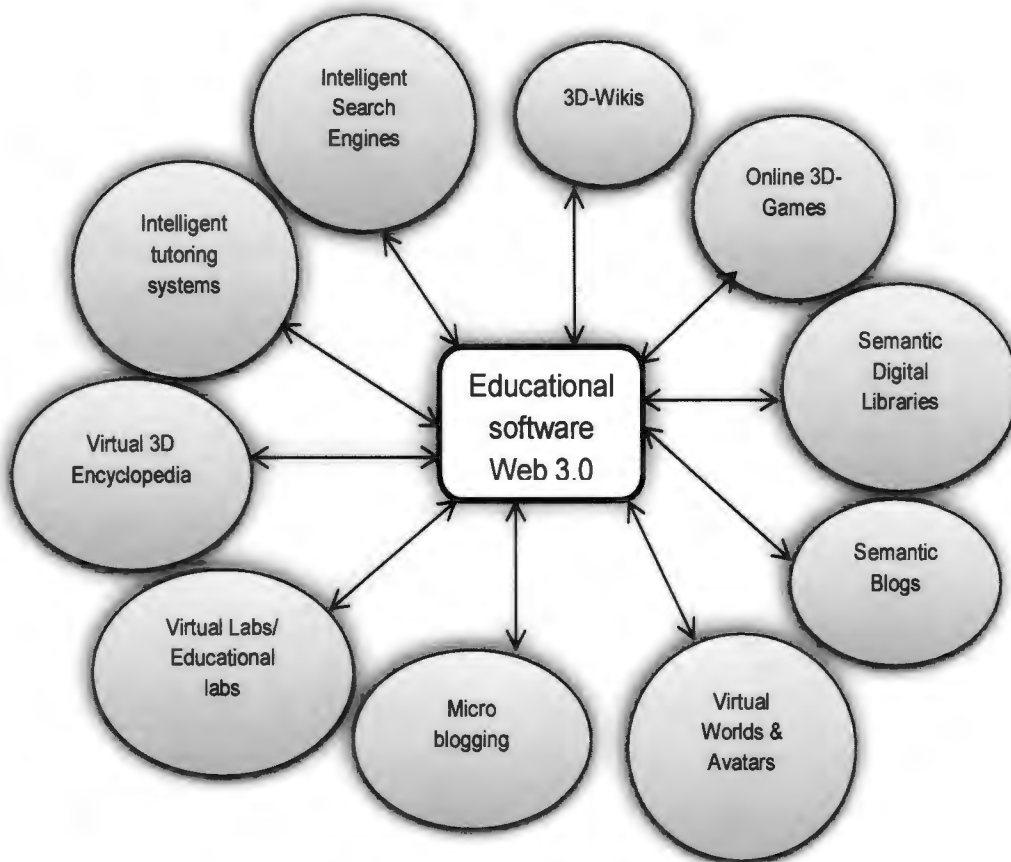 Intelligent
Search
Engines
3D-Wikis
Online 3D-
Games
Semantic
Digital
Libraries
Semantic
Blogs
Virtual
Worlds &
Avatars
Micro
blogging
Virtual Labs/
Educational
labs
Virtual 3D
Encyclopedia
Intelligent
tutoring
systems
Educational
software
Web 3.0